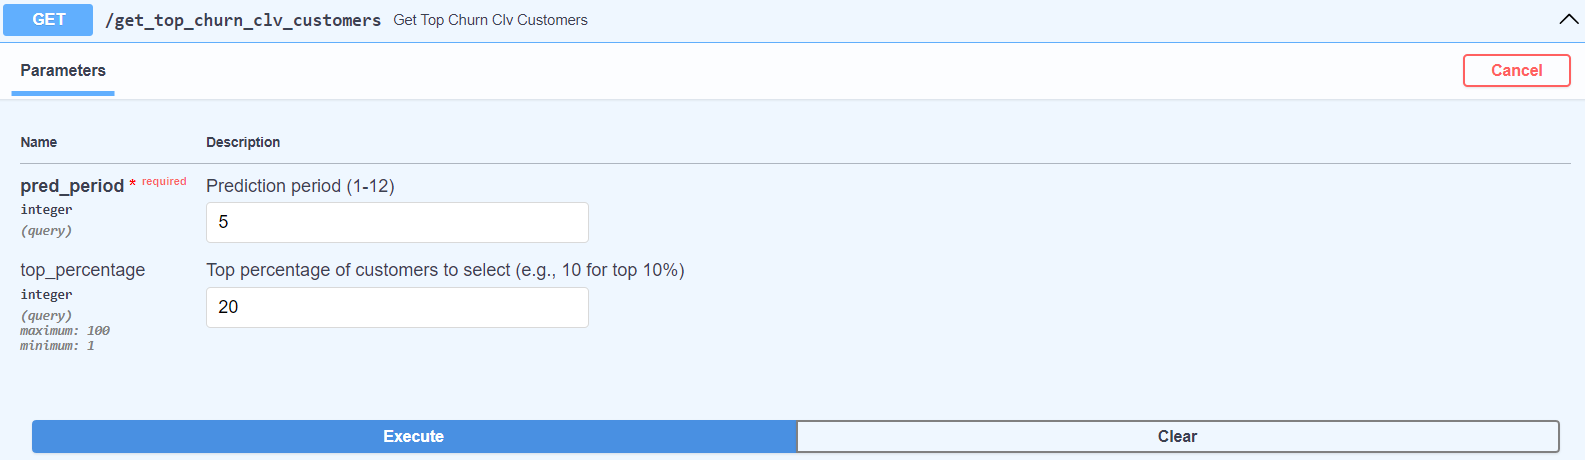 GET /get_top_churn_clv_customers Get Top Churn Clv Customers
Parameters Cancel
Name Description
pred_period * required Prediction period (1-12)
integer
(query) 5
top_percentage Top percentage of customers to select (e.g., 10 for top 10%)
integer
(query) 20
maximum: 100
minimum: 1
Execute Clear